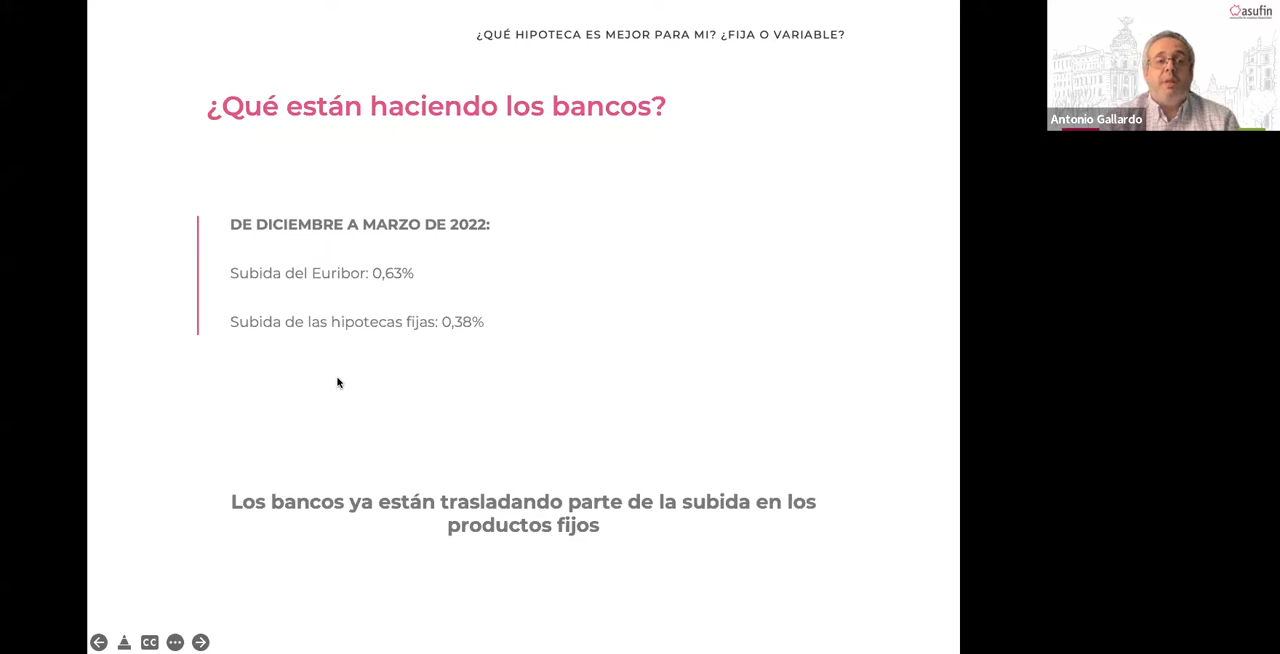 ¿QUÉ HIPOTECA ES MEJOR PARA MI? ¿FIJA O VARIABLE?
asufin
Antonio Gallardo
¿Qué están haciendo los bancos?
DE DICIEMBRE A MARZO DE 2022:
Subida del Euribor: 0,63%
Subida de las hipotecas fijas: 0,38%
Los bancos ya están trasladando parte de la subida en los
productos fijos
CC